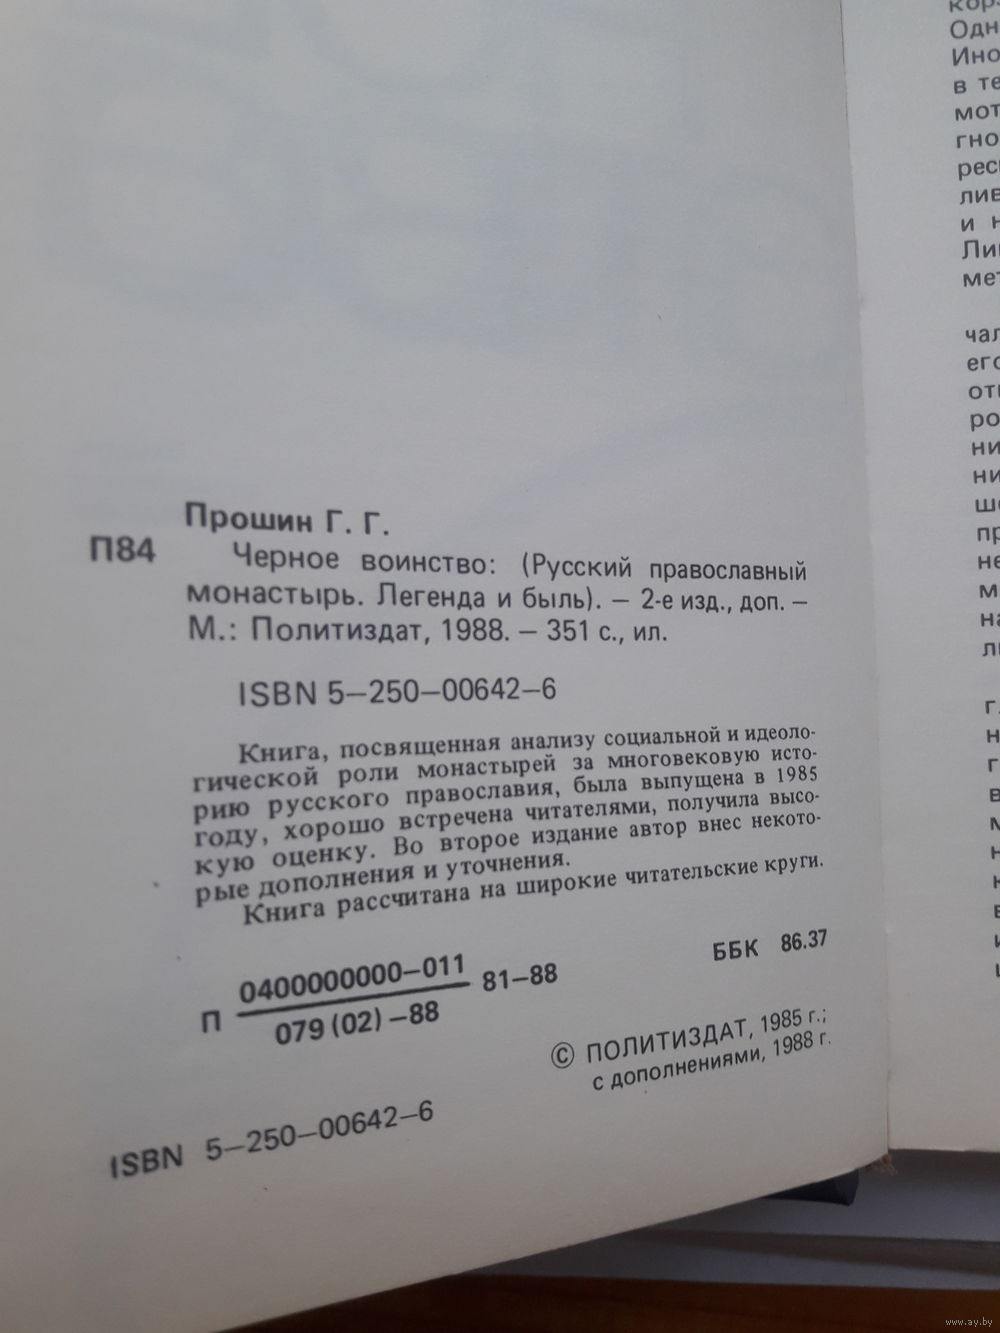 Прошин Г. Г.
П84
Черное воинство: (Русский православный
монастырь. Легенда и быль). — 2-е изд., доп. —
М.: Политиздат, 1988. — 351 с., ил.
ISBN 5—250—00642—6
Книга, посвященная анализу социальной и идеоло-
гической роли монастырей за многовековую исто-
рию русского православия, была выпущена в 1985
году, хорошо встречена читателями, получила высо-
кую оценку. Во второе издание автор внес некото-
рые дополнения и уточнения.
Книга рассчитана на широкие читательские круги.
П 0400000000—011 81—88
079 (02) —88
ББК 86.37
© ПОЛИТИЗДАТ, 1985 г.;
с дополнениями, 1988 г.
ISBN 5—250—00642—6
www.ay.by